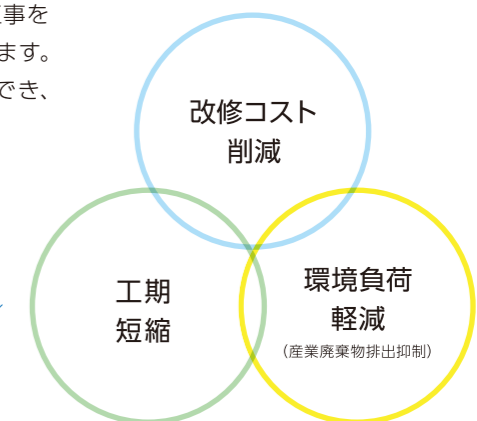 事を
ます。
でき、
改修コスト
削減
工期
短縮
環境負荷
軽減
(産業廃棄物排出抑制)